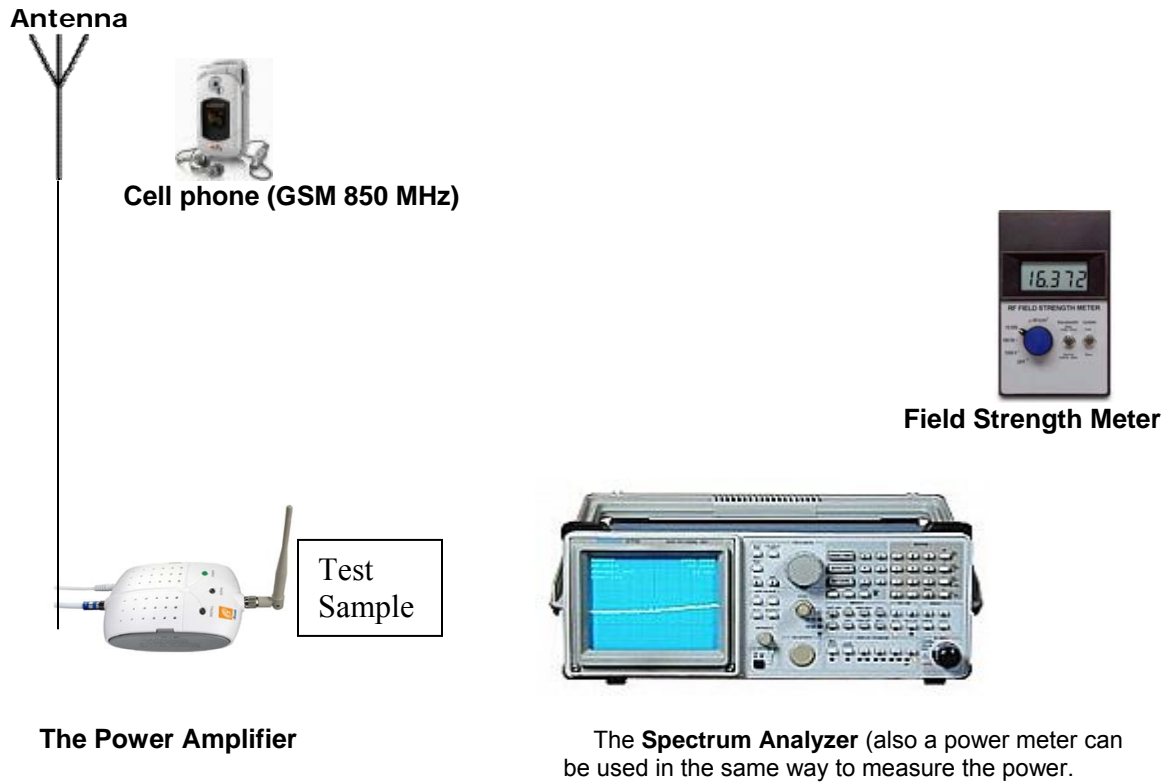 Antenna
Cell phone (GSM 850 MHz)
16.372
RF FIELD STRENGTH METER
Field Strength Meter
Test
Sample
The Power Amplifier
The Spectrum Analyzer (also a power meter can
be used in the same way to measure the power.